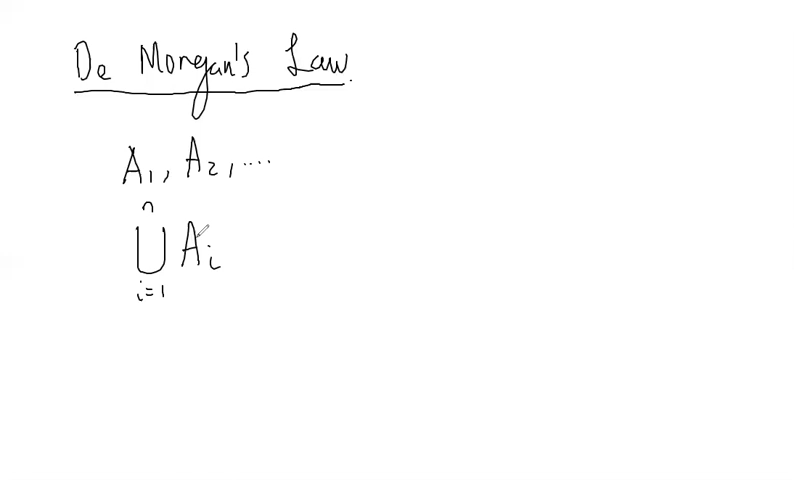 De Morgan's Law.
A₁, A₂, ....
n
⋃ Aᵢ
i=1